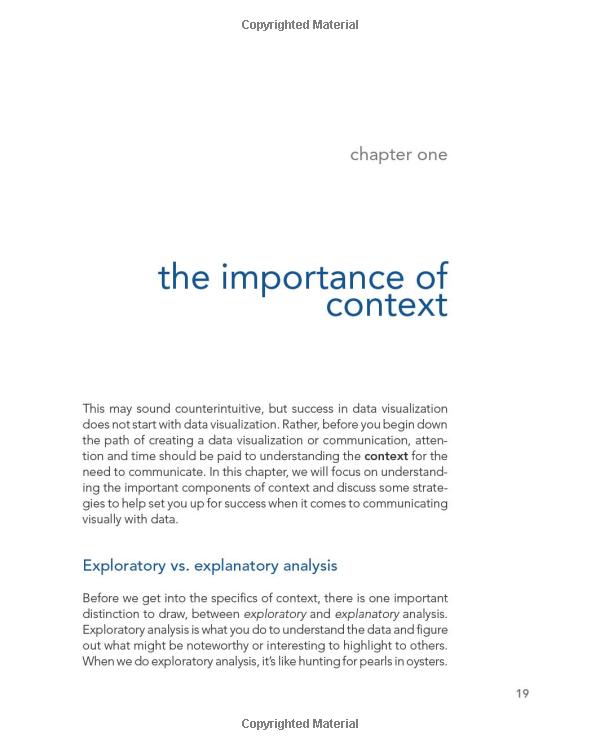 Copyrighted Material
chapter one
the importance of
context
This may sound counterintuitive, but success in data visualization
does not start with data visualization. Rather, before you begin down
the path of creating a data visualization or communication, atten-
tion and time should be paid to understanding the context for the
need to communicate. In this chapter, we will focus on understand-
ing the important components of context and discuss some strate-
gies to help set you up for success when it comes to communicating
visually with data.
Exploratory vs. explanatory analysis
Before we get into the specifics of context, there is one important
distinction to draw, between exploratory and explanatory analysis.
Exploratory analysis is what you do to understand the data and figure
out what might be noteworthy or interesting to highlight to others.
When we do exploratory analysis, it’s like hunting for pearls in oysters.
19
Copyrighted Material